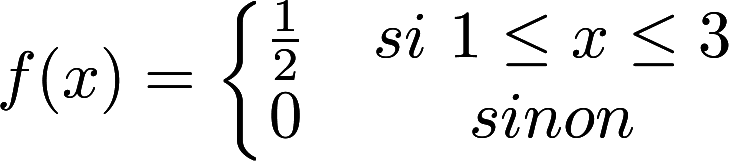 f(x) = { 1/2 si 1 ≤ x ≤ 3
0 sinon